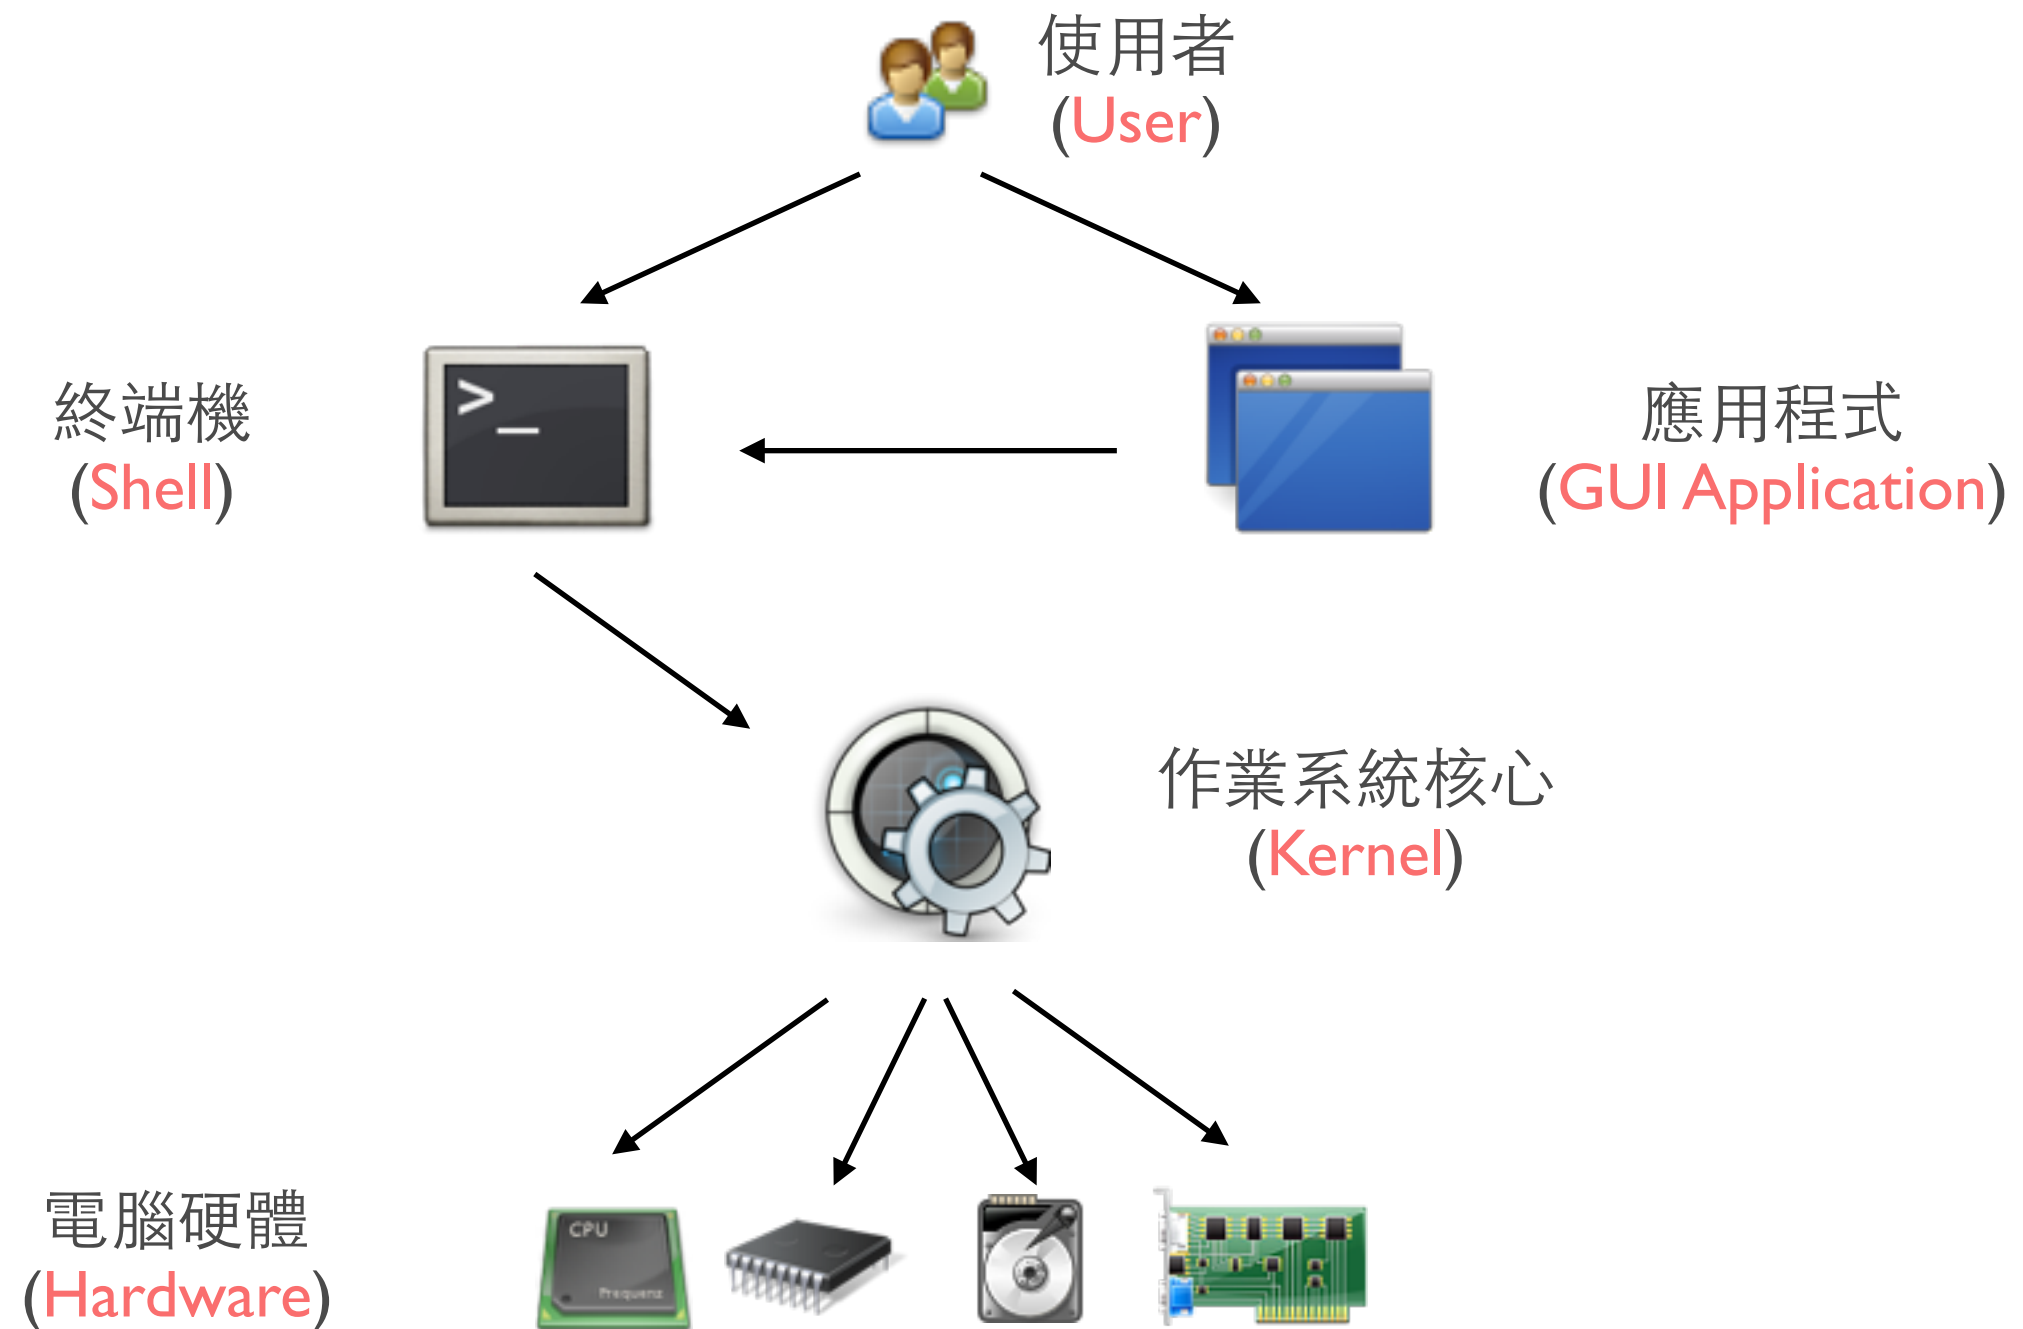 使用者
(User)
終端機
(Shell)
>_
應用程式
(GUI Application)
作業系統核心
(Kernel)
電腦硬體
(Hardware)
CPU
Frequenz